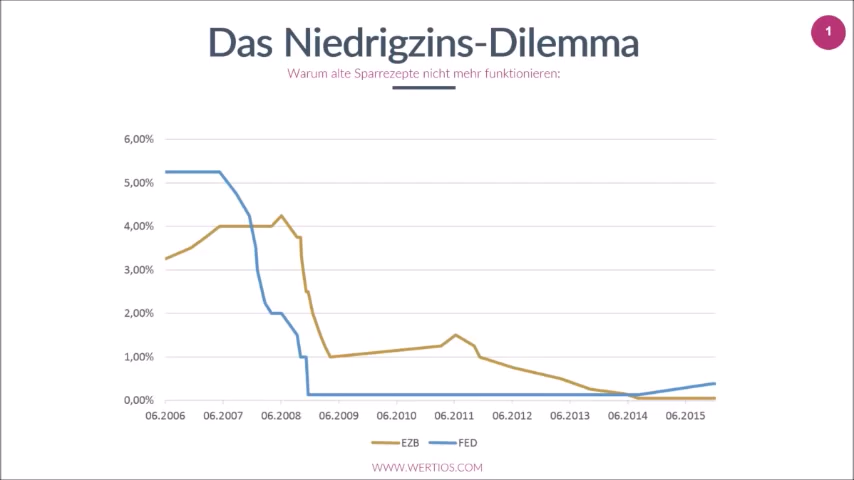 Das Niedrigzins-Dilemma
1
Warum alte Sparrezepte nicht mehr funktionieren:
6,00%
5,00%
4,00%
3,00%
2,00%
1,00%
0,00%
06.2006 06.2007 06.2008 06.2009 06.2010 06.2011 06.2012 06.2013 06.2014 06.2015
EZB FED
WWW.WERTIOS.COM